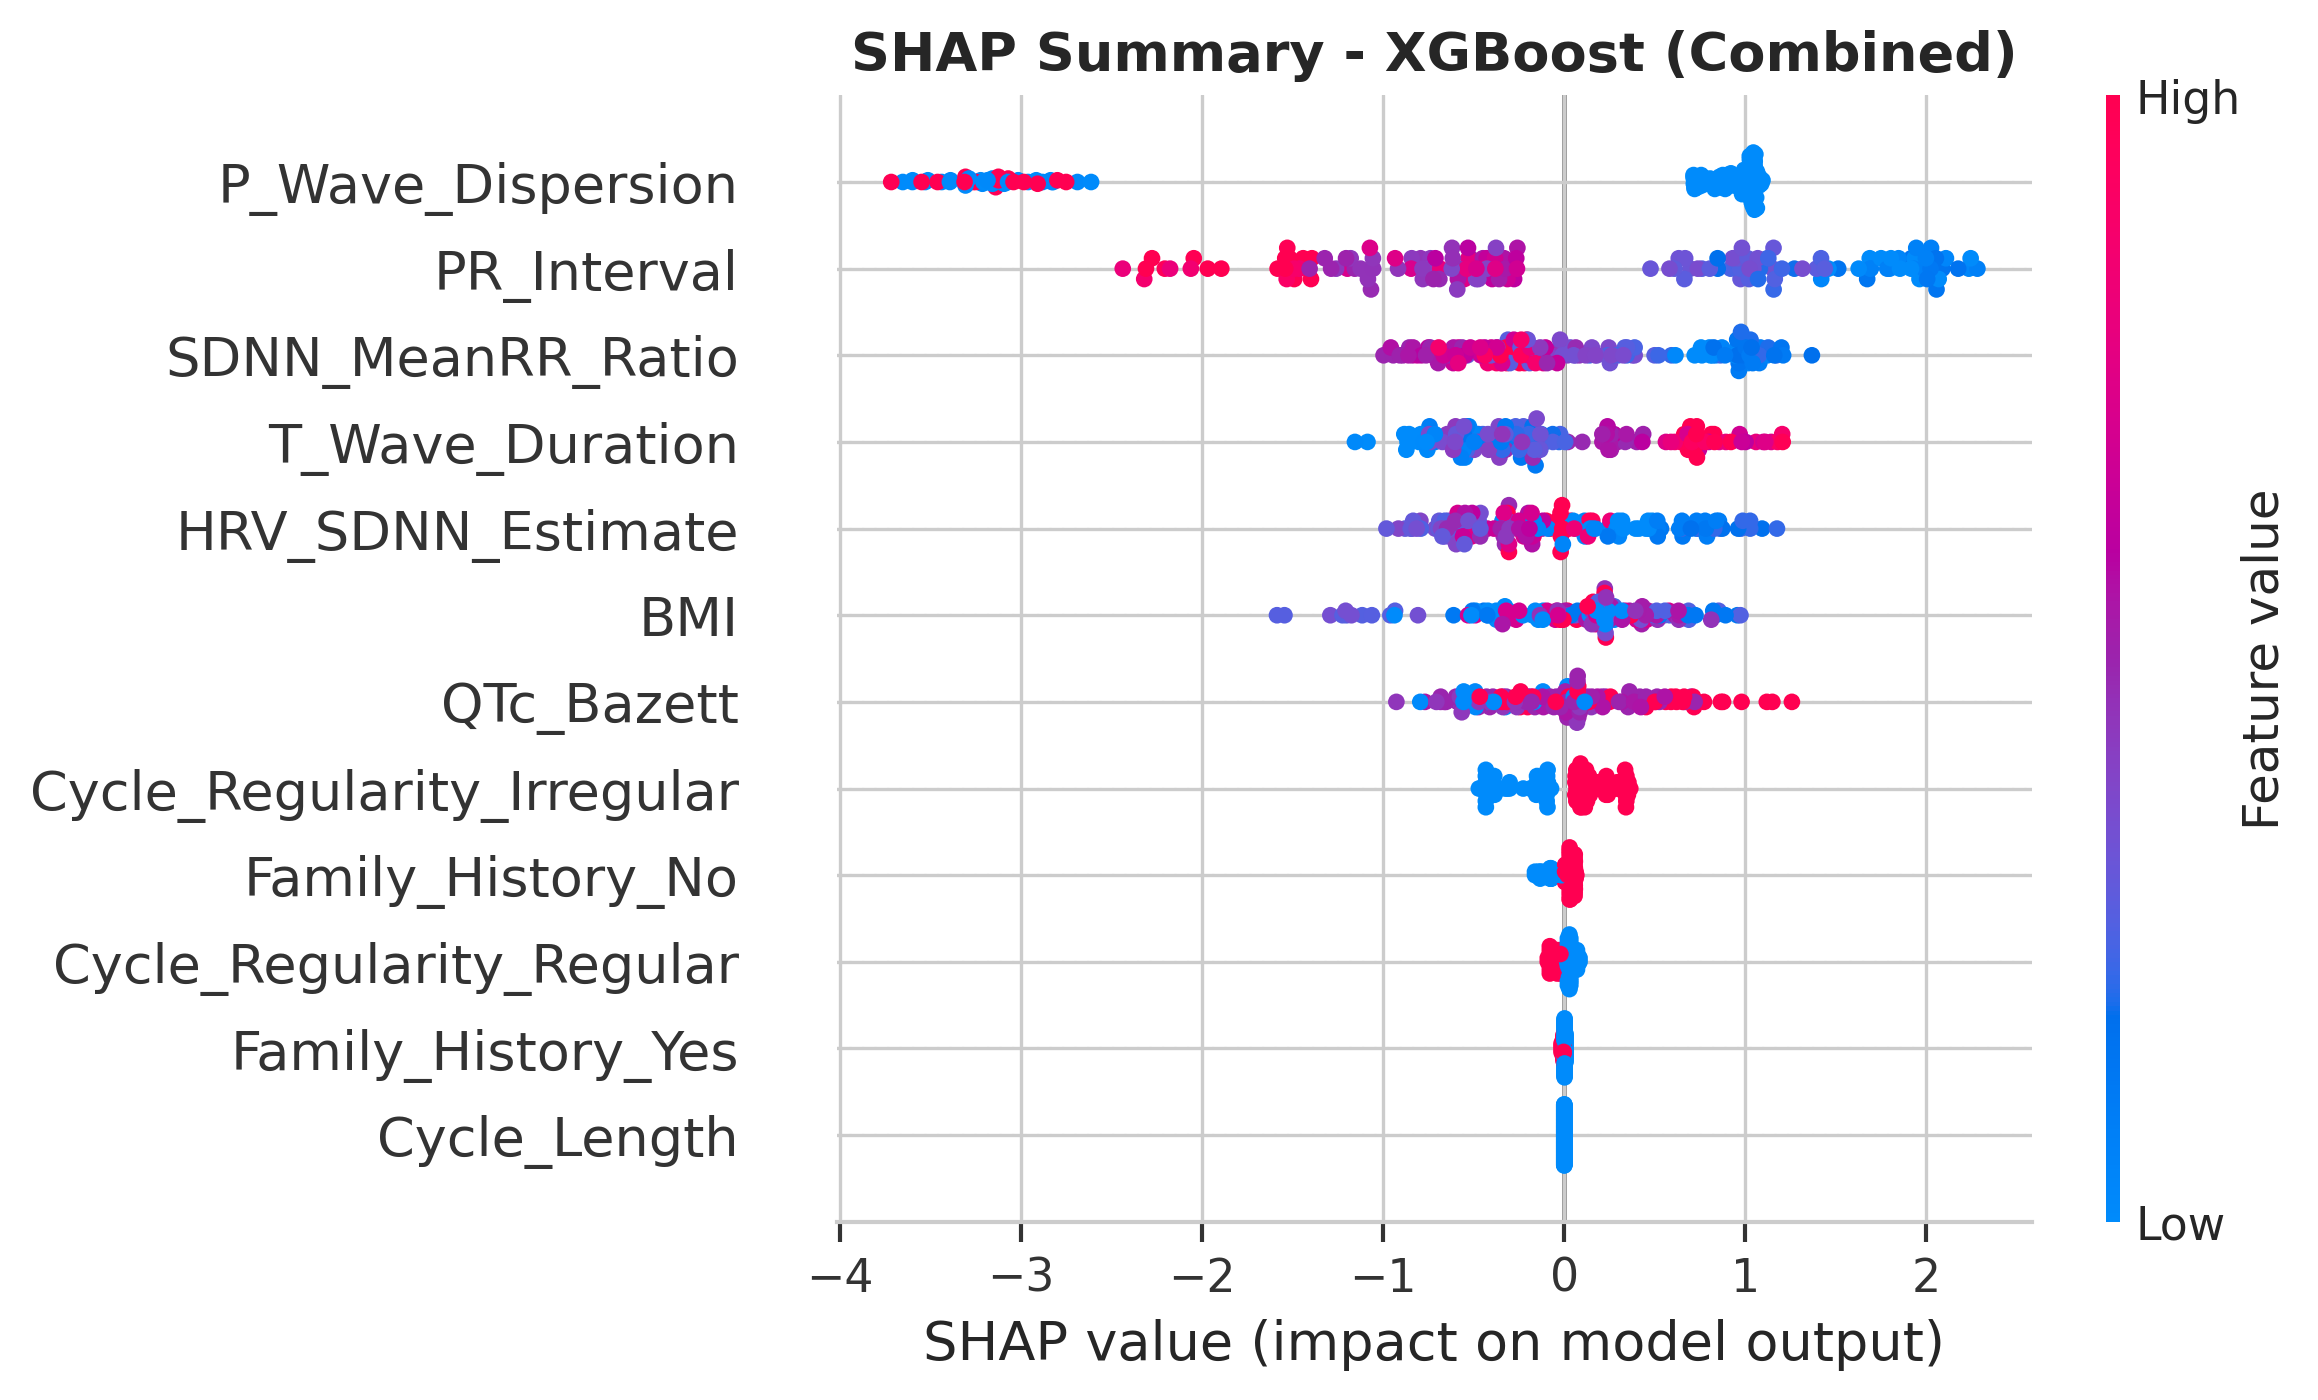 SHAP Summary - XGBoost (Combined)
High
P_Wave_Dispersion
PR_Interval
SDNN_MeanRR_Ratio
T_Wave_Duration
HRV_SDNN_Estimate
BMI
QTc_Bazett
Cycle_Regularity_Irregular
Family_History_No
Cycle_Regularity_Regular
Family_History_Yes
Cycle_Length
Feature value
Low
−4 −3 −2 −1 0 1 2
SHAP value (impact on model output)